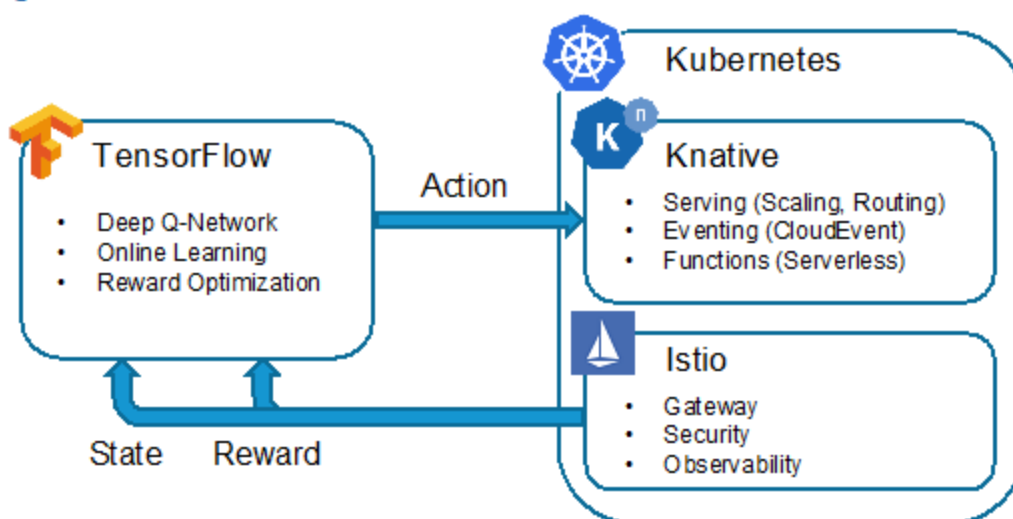 Kubernetes
TensorFlow
• Deep Q-Network
• Online Learning
• Reward Optimization
Action
K n
Knative
• Serving (Scaling, Routing)
• Eventing (CloudEvent)
• Functions (Serverless)
Istio
• Gateway
• Security
• Observability
State Reward